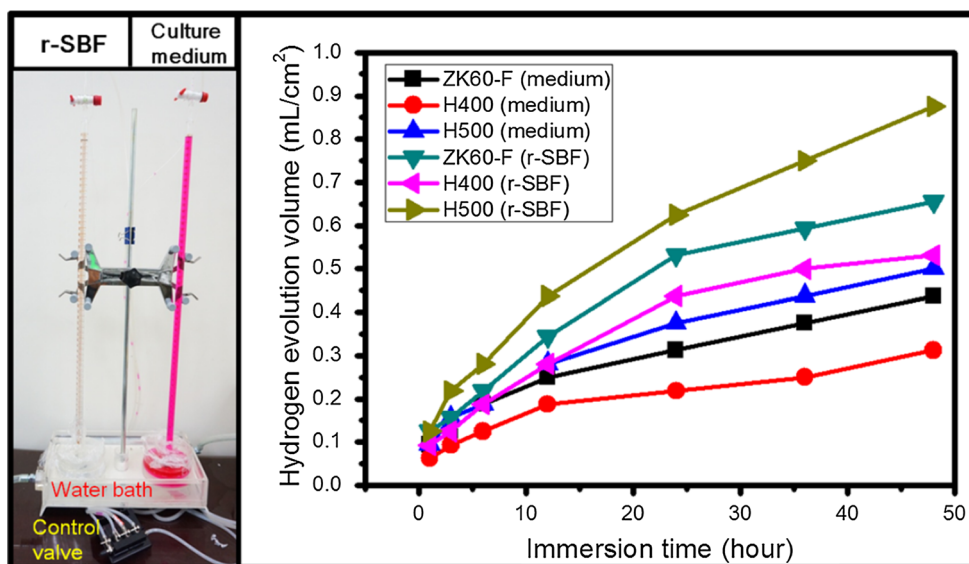 r-SBF
Culture
medium
Water bath
Control
valve
Hydrogen evolution volume (mL/cm²)
1.0
0.9
0.8
0.7
0.6
0.5
0.4
0.3
0.2
0.1
0.0
ZK60-F (medium)
H400 (medium)
H500 (medium)
ZK60-F (r-SBF)
H400 (r-SBF)
H500 (r-SBF)
0 10 20 30 40 50
Immersion time (hour)